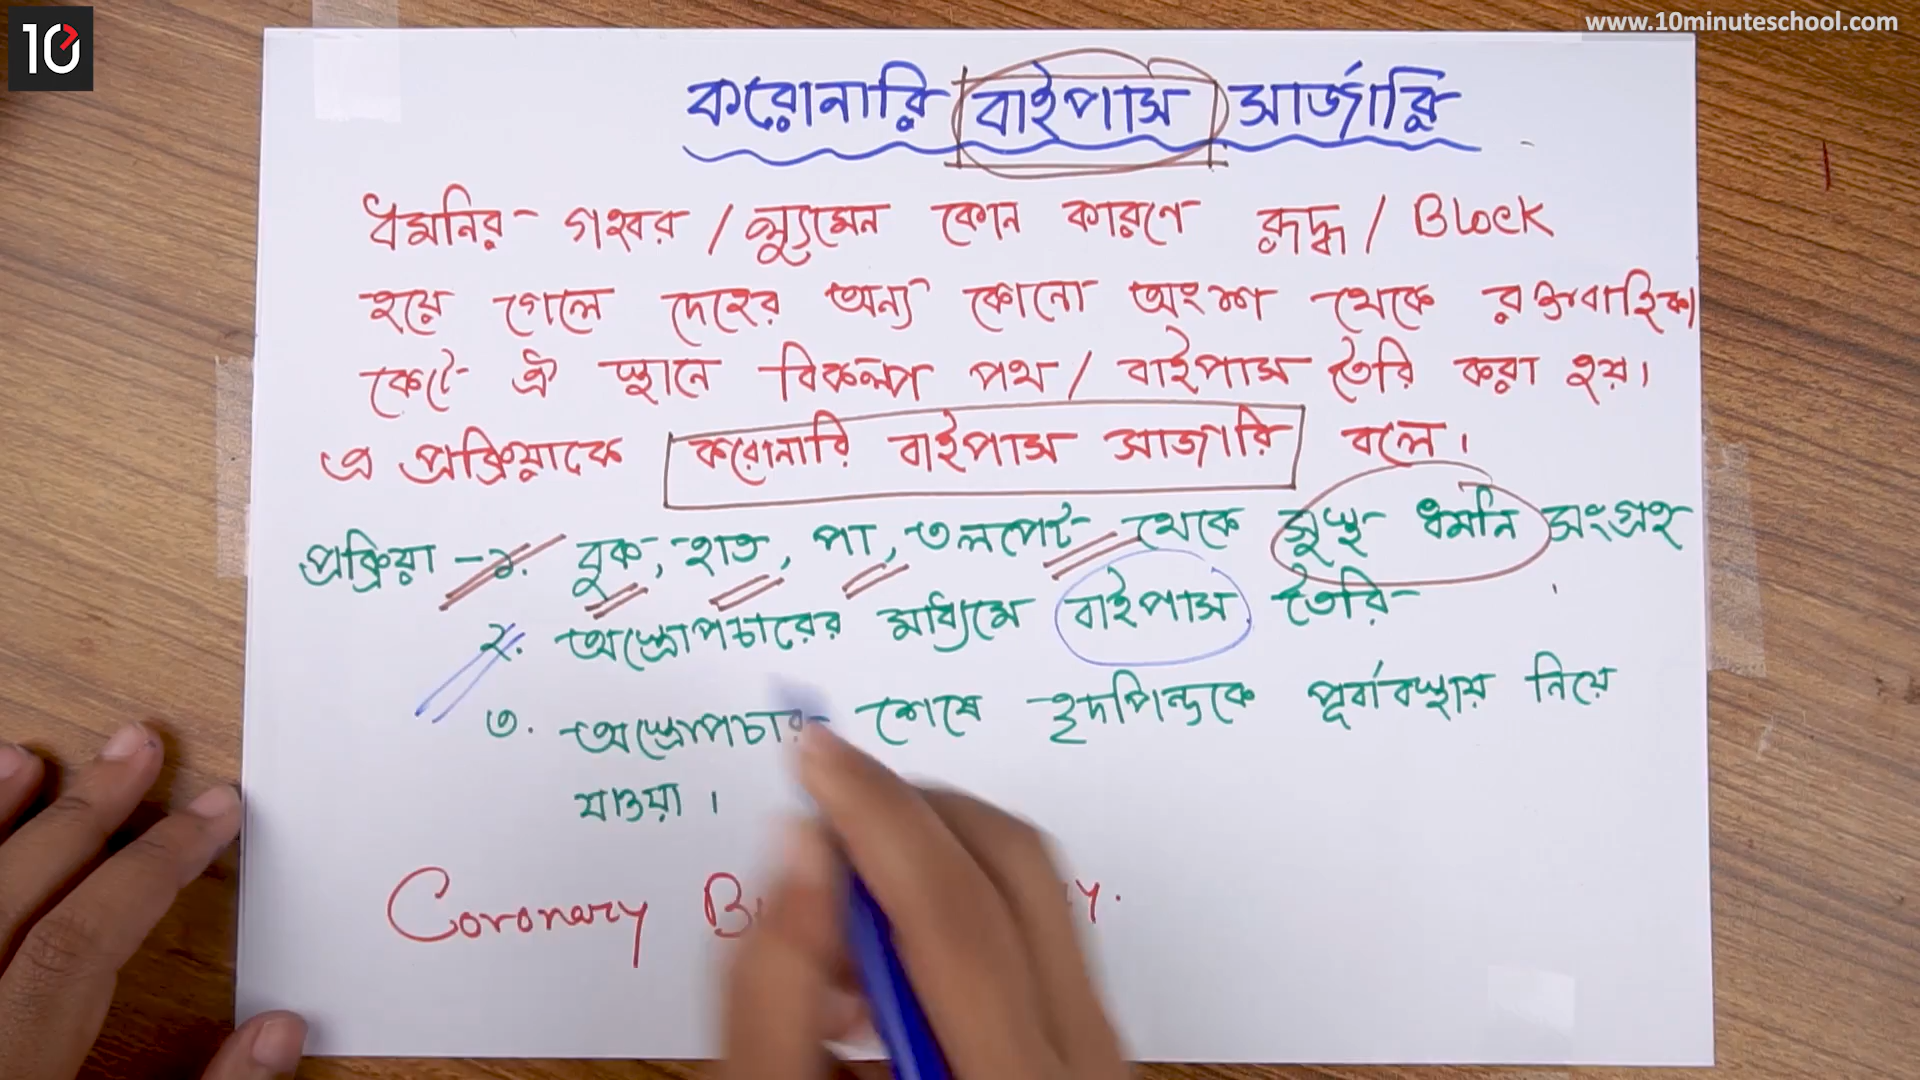 10
www.10minuteschool.com
করোনারি বাইপাস সার্জারি
ধমনির গহবর / ল্যুমেন কোন কারণে রূদ্ধ / Block
হয়ে গেলে দেহের অন্য কোনো অংশ থেকে রক্তবাহিকা
কেটে ঐ স্থানে বিকল্প পথ / বাইপাস তৈরি করা হয়।
এ প্রক্রিয়াকে করোনারি বাইপাস সাজারি বলে।
প্রক্রিয়া - ১. বুক, হাত, পা, তলপেট থেকে সুস্থ ধমনি সংগ্রহ
২. অস্ত্রোপচারের মাধ্যমে বাইপাস তৈরি
৩. অস্ত্রোপচার শেষে হৃদপিন্ডকে পূর্বাবস্থায় নিয়ে
যাওয়া।
Coronary